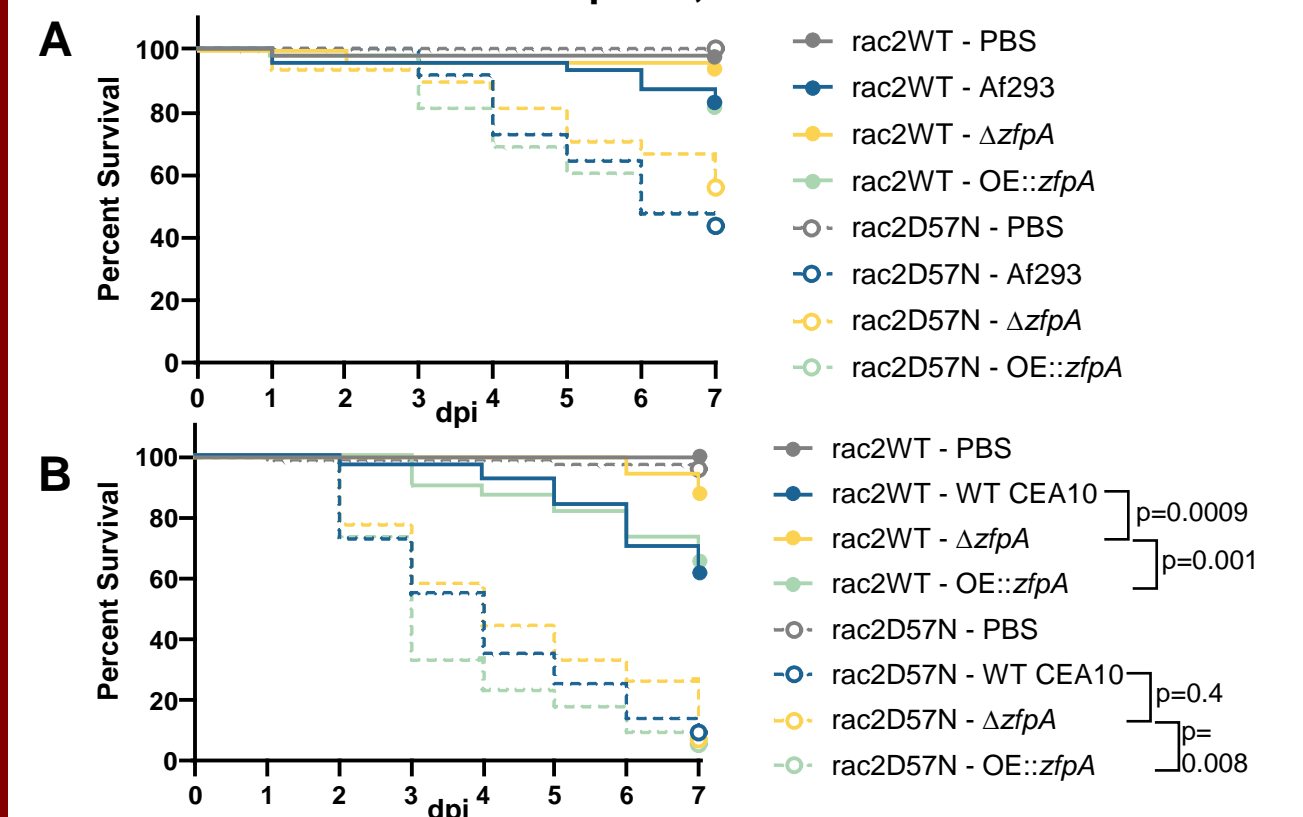 A
Percent Survival
100
80
60
40
20
0
0 1 2 3 4 5 6 7
dpi
rac2WT - PBS
rac2WT - Af293
rac2WT - ΔzfpA
rac2WT - OE::zfpA
rac2D57N - PBS
rac2D57N - Af293
rac2D57N - ΔzfpA
rac2D57N - OE::zfpA
B
Percent Survival
100
80
60
40
20
0
0 1 2 3 4 5 6 7
dpi
rac2WT - PBS
rac2WT - WT CEA10
rac2WT - ΔzfpA
rac2WT - OE::zfpA
rac2D57N - PBS
rac2D57N - WT CEA10
rac2D57N - ΔzfpA
rac2D57N - OE::zfpA
p=0.0009
p=0.001
p=0.4
p=
0.008